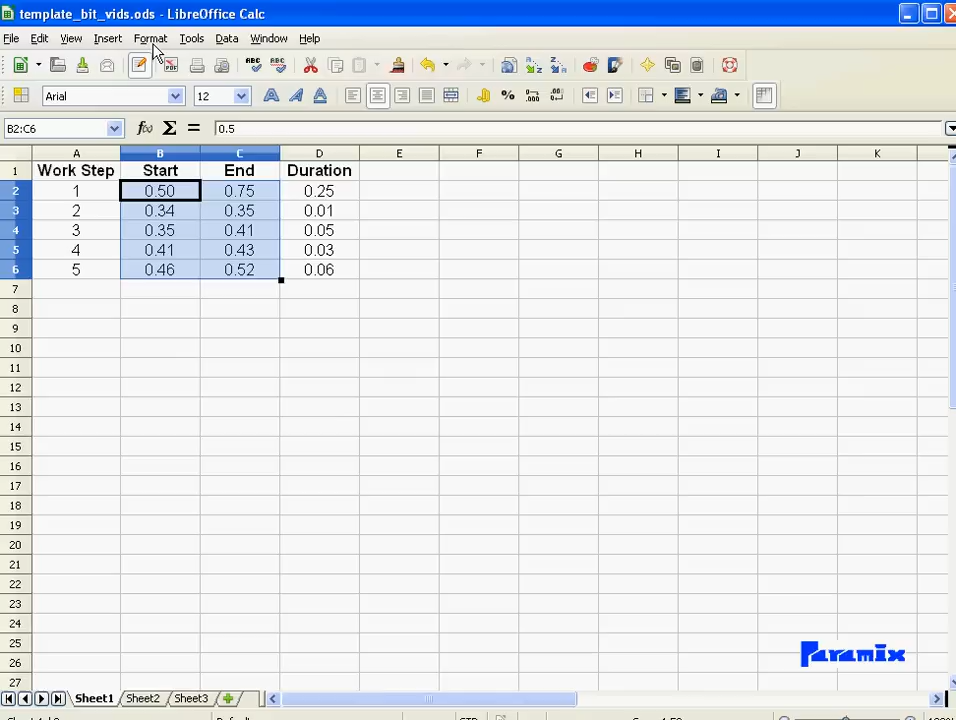 template_bit_vids.ods - LibreOffice Calc
File Edit View Insert Format Tools Data Window Help
Arial 12
B2:C6 0.5
A B C D E F G H I J K
1 Work Step Start End Duration
2 1 0.50 0.75 0.25
3 2 0.34 0.35 0.01
4 3 0.35 0.41 0.05
5 4 0.41 0.43 0.03
6 5 0.46 0.52 0.06
7
8
9
10
11
12
13
14
15
16
17
18
19
20
21
22
23
24
25
Paramix
26
27
Sheet1 Sheet2 Sheet3